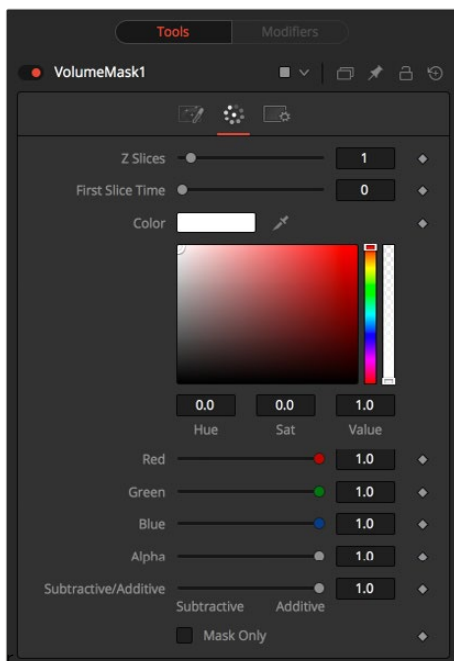 Tools Modifiers
VolumeMask1
Z Slices 1
First Slice Time 0
Color
0.0 0.0 1.0
Hue Sat Value
Red 1.0
Green 1.0
Blue 1.0
Alpha 1.0
Subtractive/Additive 1.0
Subtractive Additive
Mask Only